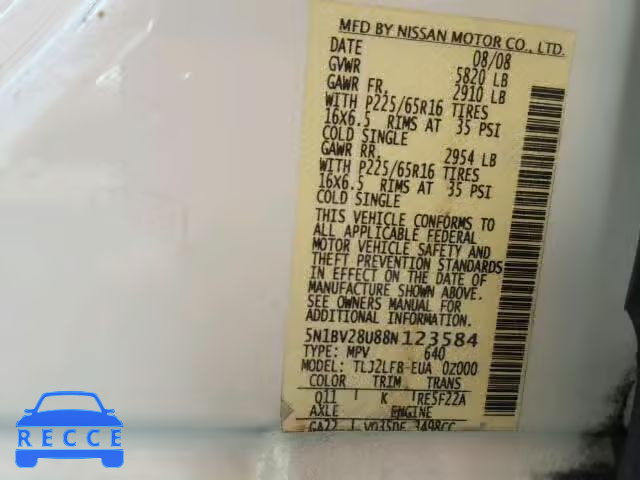 MFD BY NISSAN MOTOR CO., LTD.
DATE 08/08
GVWR 5820 LB
GAWR FR. 2910 LB
WITH P225/65R16 TIRES
16X6.5 RIMS AT 35 PSI
COLD SINGLE
GAWR RR. 2954 LB
WITH P225/65R16 TIRES
16X6.5 RIMS AT 35 PSI
COLD SINGLE
THIS VEHICLE CONFORMS TO
ALL APPLICABLE FEDERAL
MOTOR VEHICLE SAFETY AND
THEFT PREVENTION STANDARDS
IN EFFECT ON THE DATE OF
MANUFACTURE SHOWN ABOVE.
SEE OWNERS MANUAL FOR
ADDITIONAL INFORMATION.
5N1BV28U88N123584
TYPE: MPV 640
MODEL: TLJ2LFB-EUA 0Z000
COLOR TRIM TRANS
Q11 K RE5F22A
AXLE ENGINE
GA22 VQ35DE 3498CC
RECCE